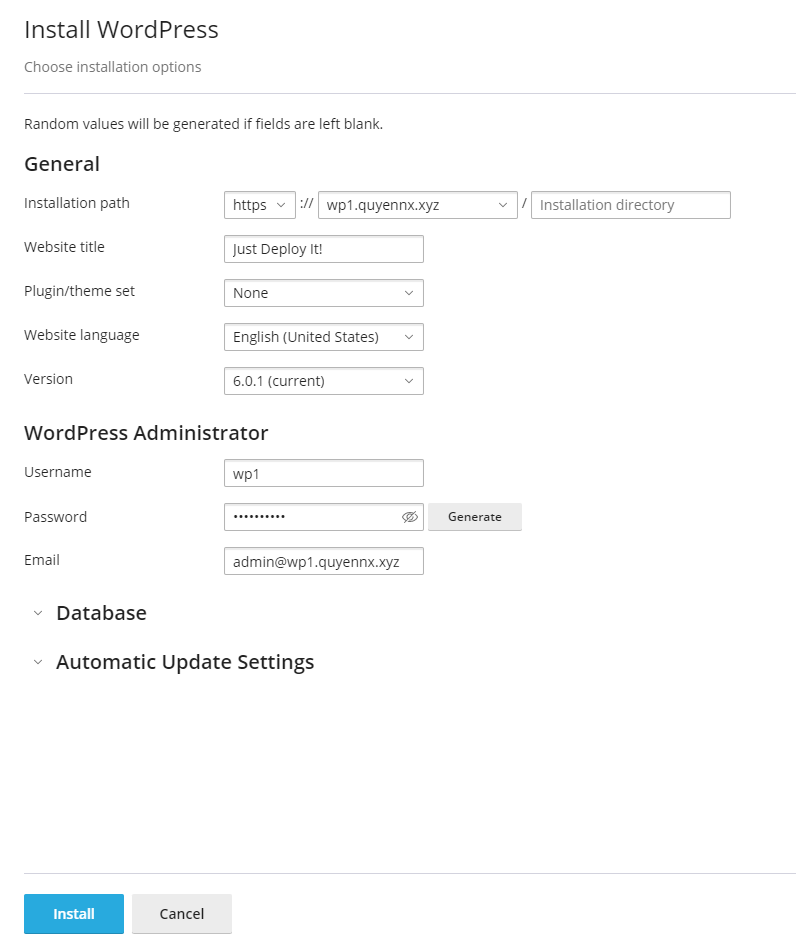 Install WordPress
Choose installation options
Random values will be generated if fields are left blank.
General
Installation path https :// wp1.quyennx.xyz / Installation directory
Website title Just Deploy It!
Plugin/theme set None
Website language English (United States)
Version 6.0.1 (current)
WordPress Administrator
Username wp1
Password •••••••••• Generate
Email admin@wp1.quyennx.xyz
Database
Automatic Update Settings
Install Cancel